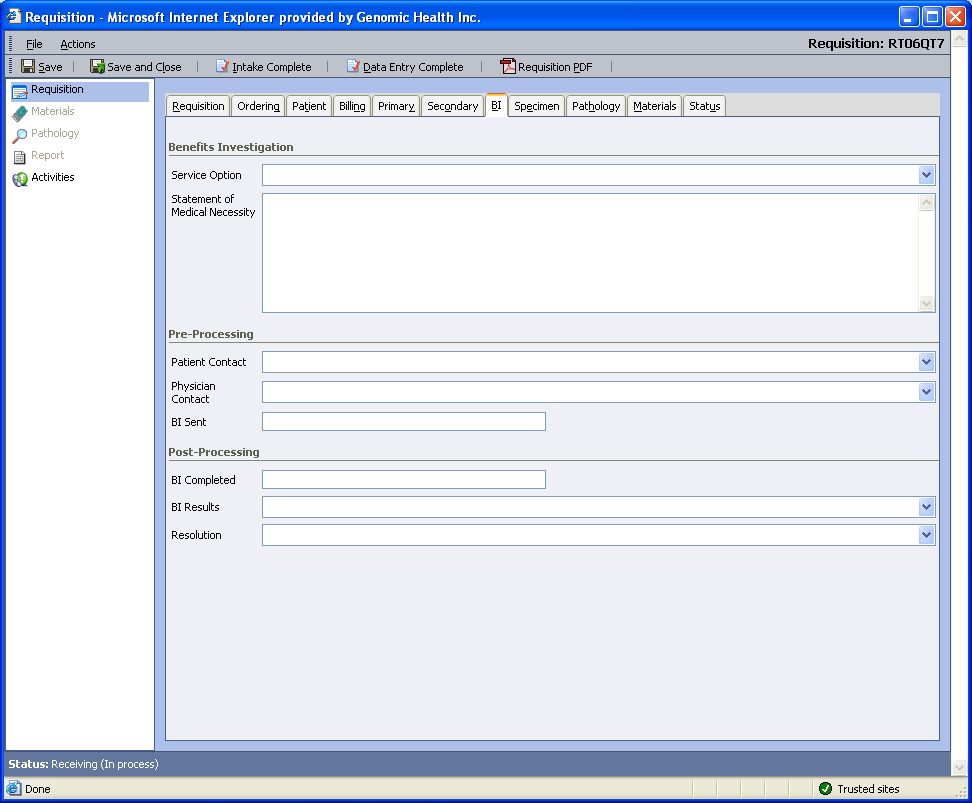 Requisition - Microsoft Internet Explorer provided by Genomic Health Inc.
File Actions Requisition: RT06QT7
Save Save and Close Intake Complete Data Entry Complete Requisition PDF
Requisition
Materials
Pathology
Report
Activities
Requisition Ordering Patient Billing Primary Secondary BI Specimen Pathology Materials Status
Benefits Investigation
Service Option
Statement of
Medical Necessity
Pre-Processing
Patient Contact
Physician
Contact
BI Sent
Post-Processing
BI Completed
BI Results
Resolution
Status: Receiving (In process)
Done Trusted sites